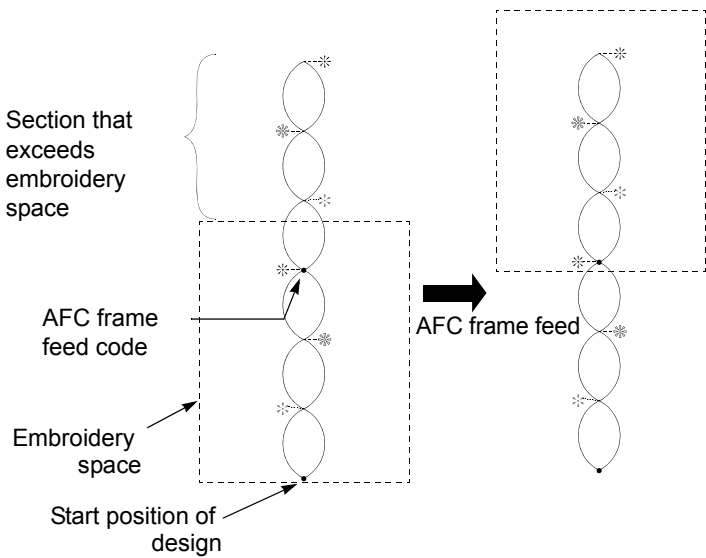 Section that
exceeds
embroidery
space
AFC frame
feed code
AFC frame feed
Embroidery
space
Start position of
design